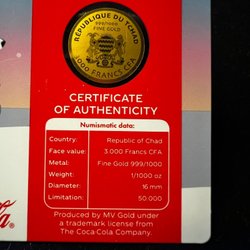 RÉPUBLIQUE DU TCHAD
999/1000
FINE GOLD
3000 FRANCS CFA
CERTIFICATE
OF AUTHENTICITY
Numismatic data:
Country: Republic of Chad
Face value: 3 000 Francs CFA
Metal: Fine Gold 999/1000
Weight: 1/1000 oz
Diameter: 16 mm
Limitation: 50.000
Produced by MV Gold under
a trademark license from
The Coca-Cola Company.